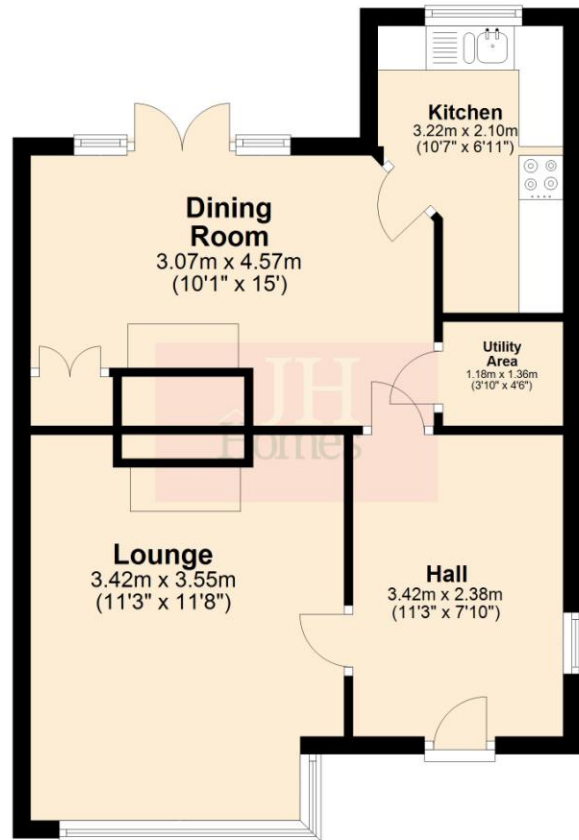 Kitchen
3.22m x 2.10m
(10'7" x 6'11")
Dining
Room
3.07m x 4.57m
(10'1" x 15')
Utility
Area
1.18m x 1.36m
(3'10" x 4'6")
JH
Homes
Lounge
3.42m x 3.55m
(11'3" x 11'8")
Hall
3.42m x 2.38m
(11'3" x 7'10")